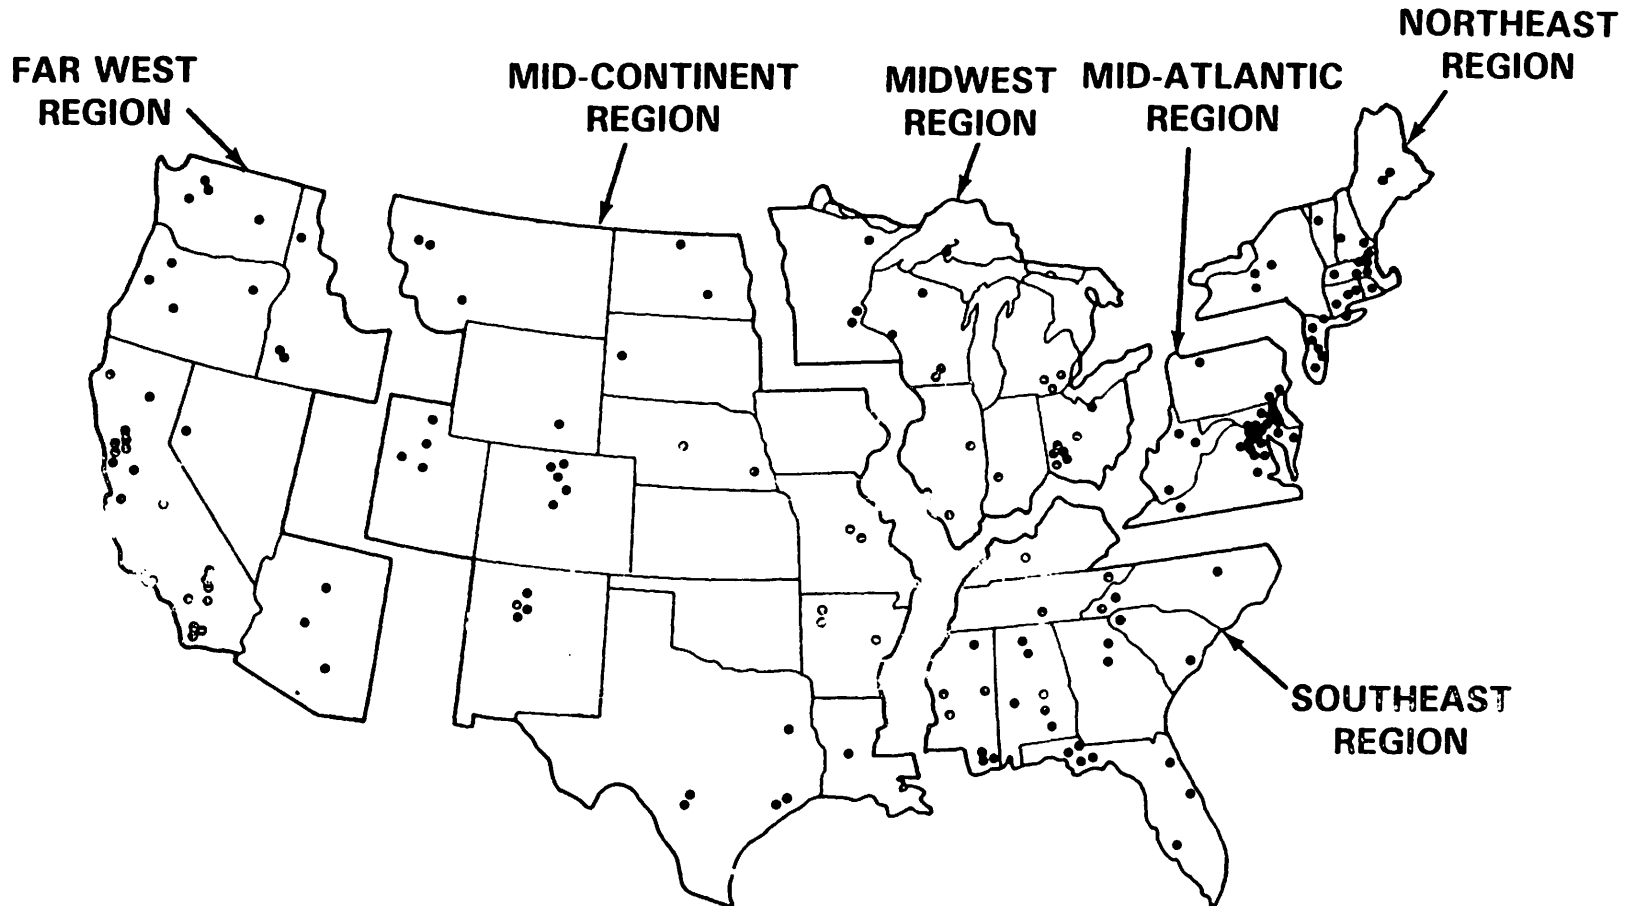 NORTHEAST
REGION
FAR WEST
REGION
MID-CONTINENT
REGION
MIDWEST
REGION
MID-ATLANTIC
REGION
SOUTHEAST
REGION